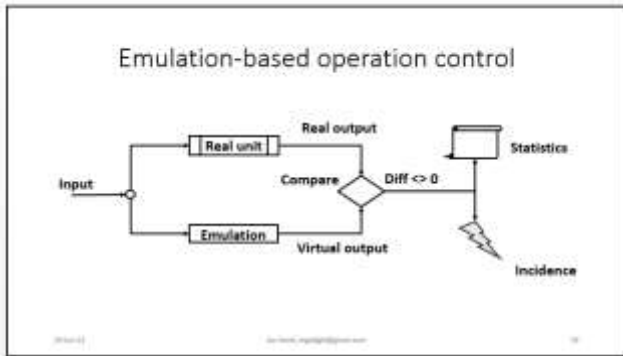 Emulation-based operation control
Real output
Real unit
Statistics
Compare
Diff <> 0
Input
Emulation
Virtual output
Incidence